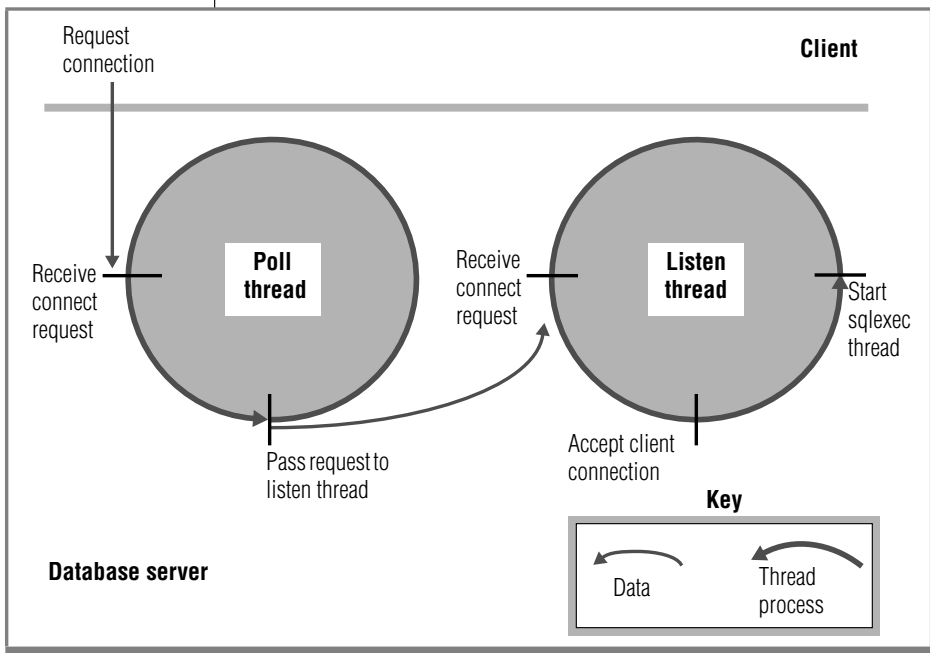 Request
connection
Client
Receive
connect
request
Poll
thread
Pass request to
listen thread
Receive
connect
request
Listen
thread
Start
sqlexec
thread
Accept client
connection
Key
Data
Thread
process
Database server